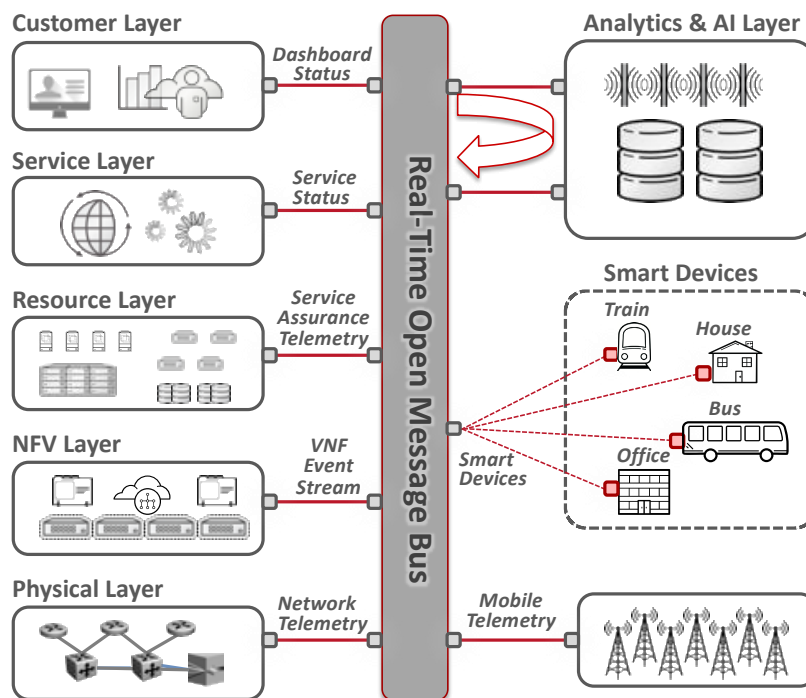 Customer Layer
Dashboard
Status
Service Layer
Service
Status
Resource Layer
Service
Assurance
Telemetry
NFV Layer
VNF
Event
Stream
Physical Layer
Network
Telemetry
Real-Time Open Message Bus
Analytics & AI Layer
Smart Devices
Train
House
Bus
Office
Smart
Devices
Mobile
Telemetry